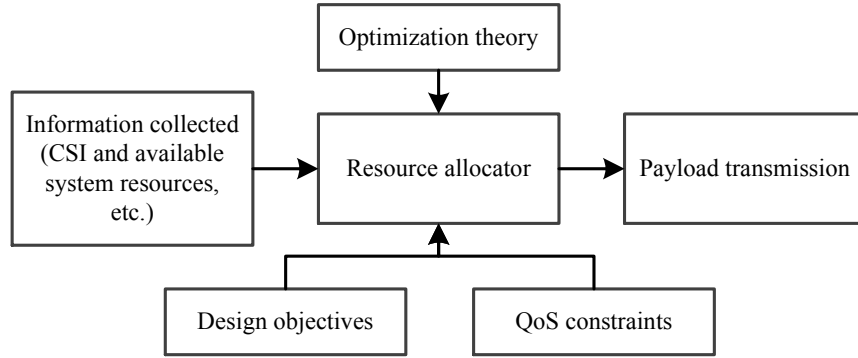 Optimization theory
Information collected
(CSI and available
system resources,
etc.)
Resource allocator
Payload transmission
Design objectives
QoS constraints